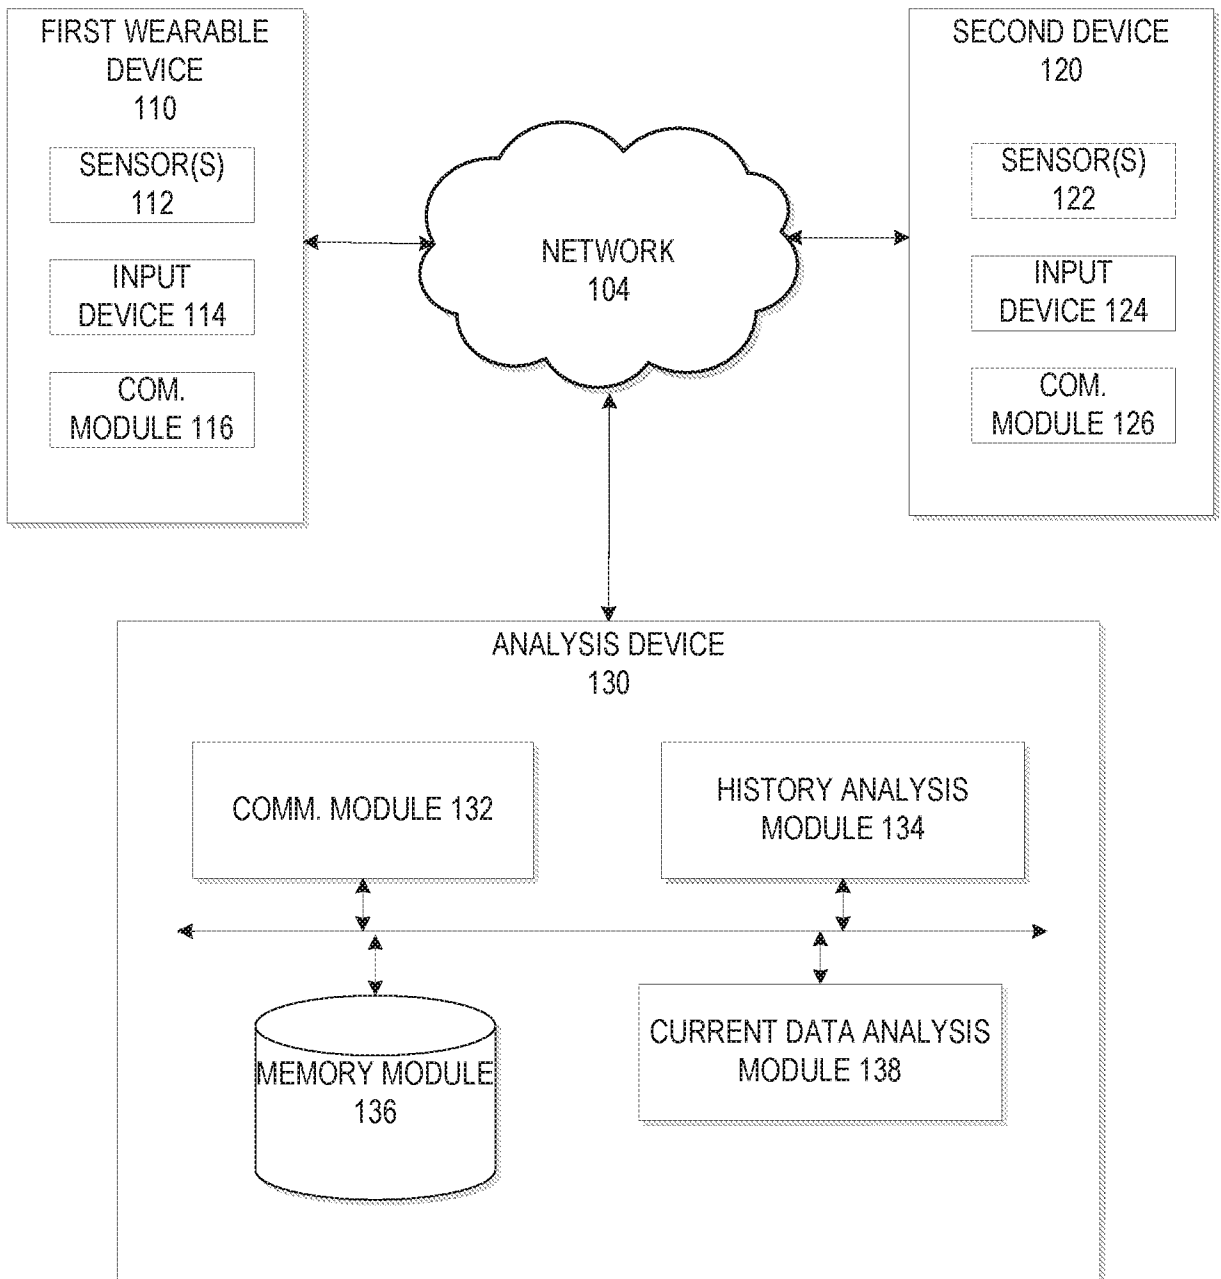 FIRST WEARABLE
DEVICE
110
SENSOR(S)
112
INPUT
DEVICE 114
COM.
MODULE 116
NETWORK
104
SECOND DEVICE
120
SENSOR(S)
122
INPUT
DEVICE 124
COM.
MODULE 126
ANALYSIS DEVICE
130
COMM. MODULE 132
HISTORY ANALYSIS
MODULE 134
MEMORY MODULE
136
CURRENT DATA ANALYSIS
MODULE 138